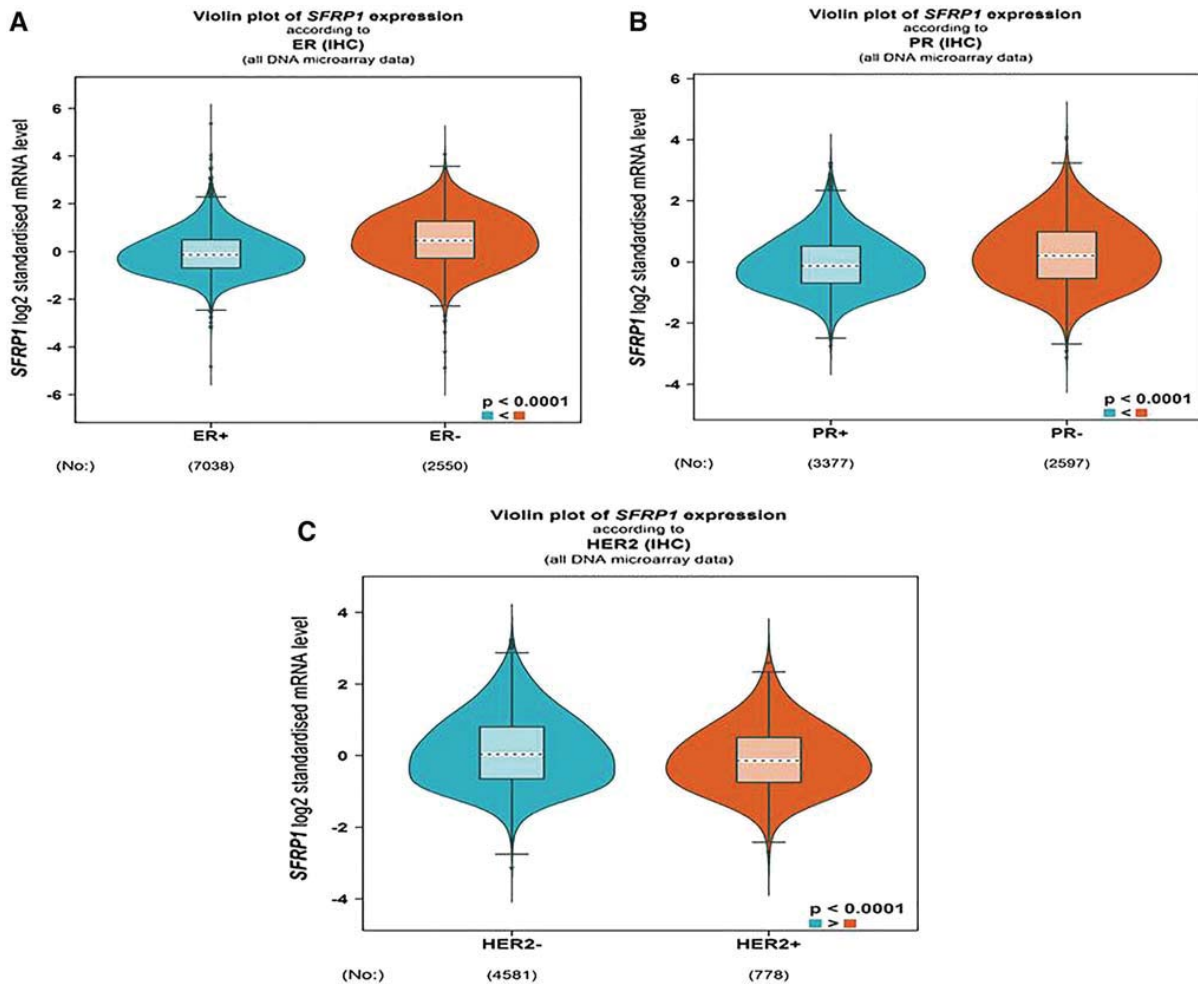 A
Violin plot of SFRP1 expression
according to
ER (IHC)
(all DNA microarray data)
SFRP1 log2 standardised mRNA level
6
4
2
0
-2
-4
-6
p < 0.0001
<
ER+ ER-
(No:) (7038) (2550)
B
Violin plot of SFRP1 expression
according to
PR (IHC)
(all DNA microarray data)
SFRP1 log2 standardised mRNA level
6
4
2
0
-2
-4
p < 0.0001
<
PR+ PR-
(No:) (3377) (2597)
C
Violin plot of SFRP1 expression
according to
HER2 (IHC)
(all DNA microarray data)
SFRP1 log2 standardised mRNA level
4
2
0
-2
-4
p < 0.0001
>
HER2- HER2+
(No:) (4581) (778)